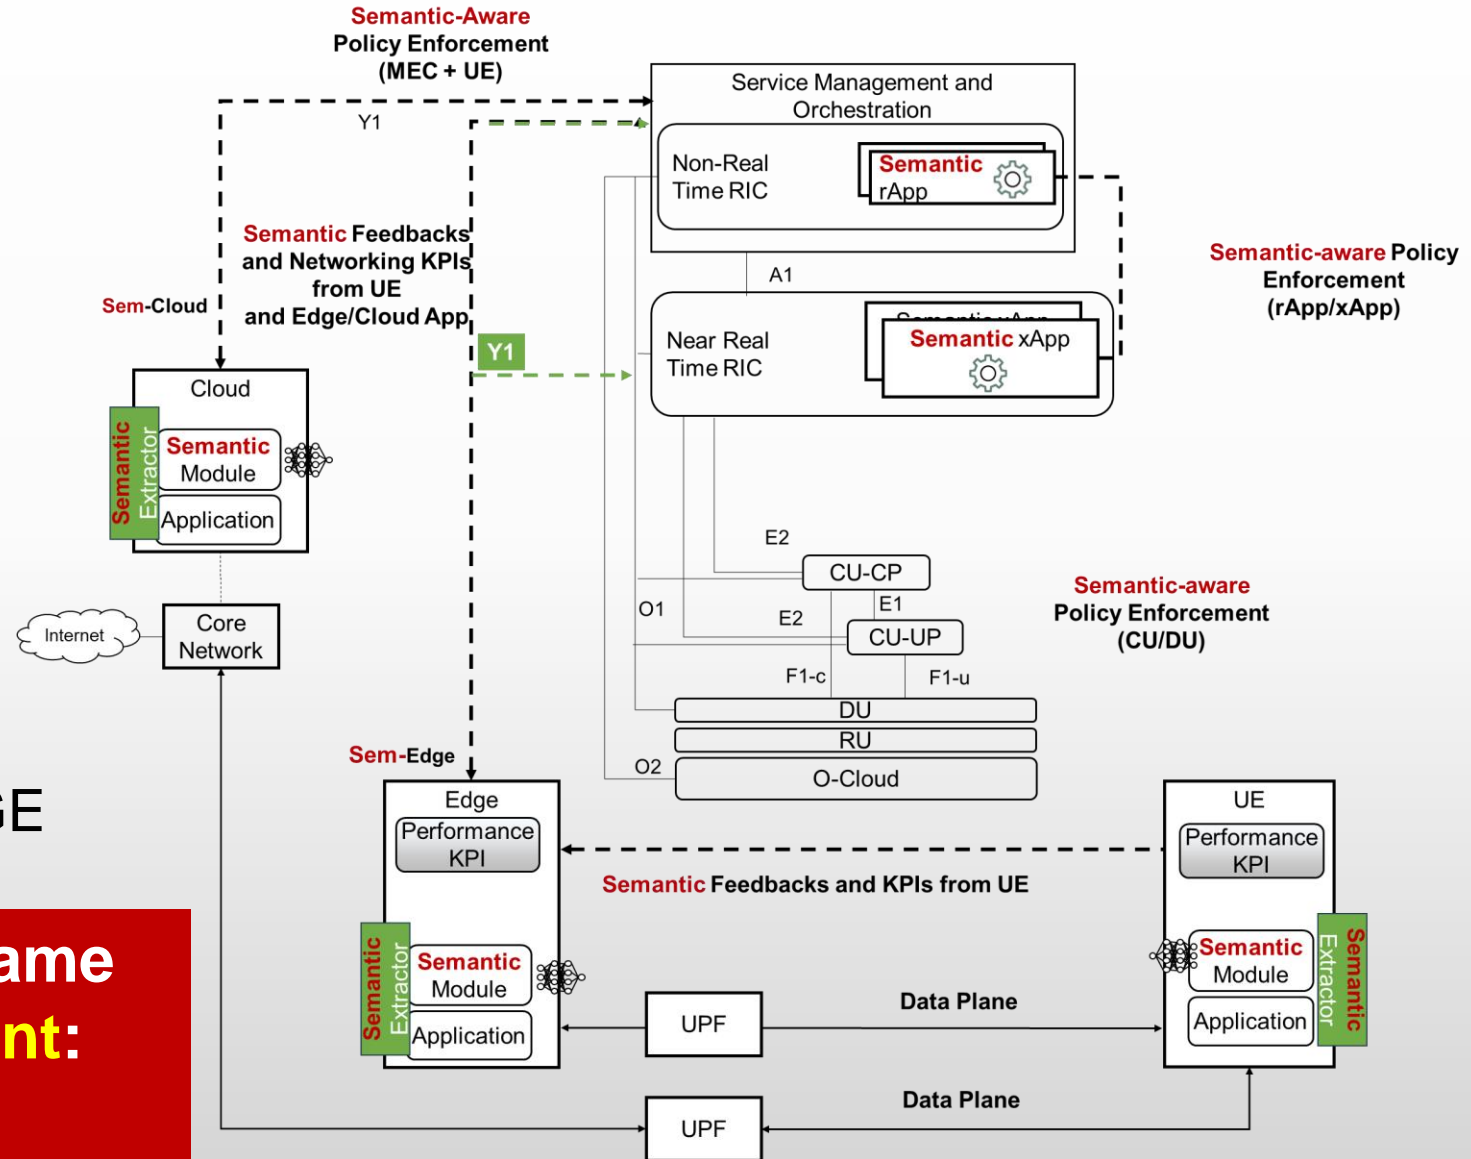 Semantic-Aware
Policy Enforcement
(MEC + UE)
Y1
Service Management and
Orchestration
Non-Real
Time RIC
Semantic
rApp
Semantic Feedbacks
and Networking KPIs
from UE
and Edge/Cloud App
Sem-Cloud
A1
Semantic-aware Policy
Enforcement
(rApp/xApp)
Y1
Near Real
Time RIC
Semantic xApp
Semantic xApp
Cloud
Semantic
Extractor
Semantic
Module
Application
E2
CU-CP
O1
E1
E2
CU-UP
Semantic-aware
Policy Enforcement
(CU/DU)
Internet
Core
Network
F1-c
F1-u
DU
RU
O2
O-Cloud
Sem-Edge
Edge
Performance
KPI
UE
Performance
KPI
Semantic Feedbacks and KPIs from UE
Semantic
Extractor
Semantic
Module
Application
Semantic
Module
Application
Semantic
Extractor
UPF
Data Plane
UPF
Data Plane
GE
ame
nt: